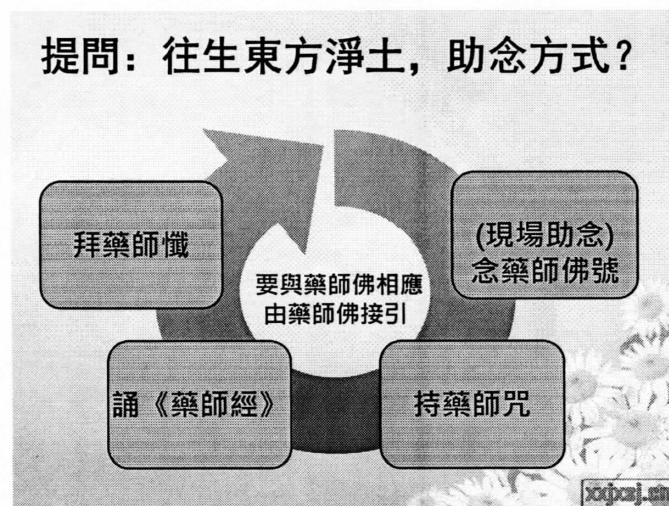 提問：往生東方淨土，助念方式？
(現場助念)
念藥師佛號
持藥師咒
誦《藥師經》
拜藥師懺
要與藥師佛相應
由藥師佛接引
xxjxsj.cn